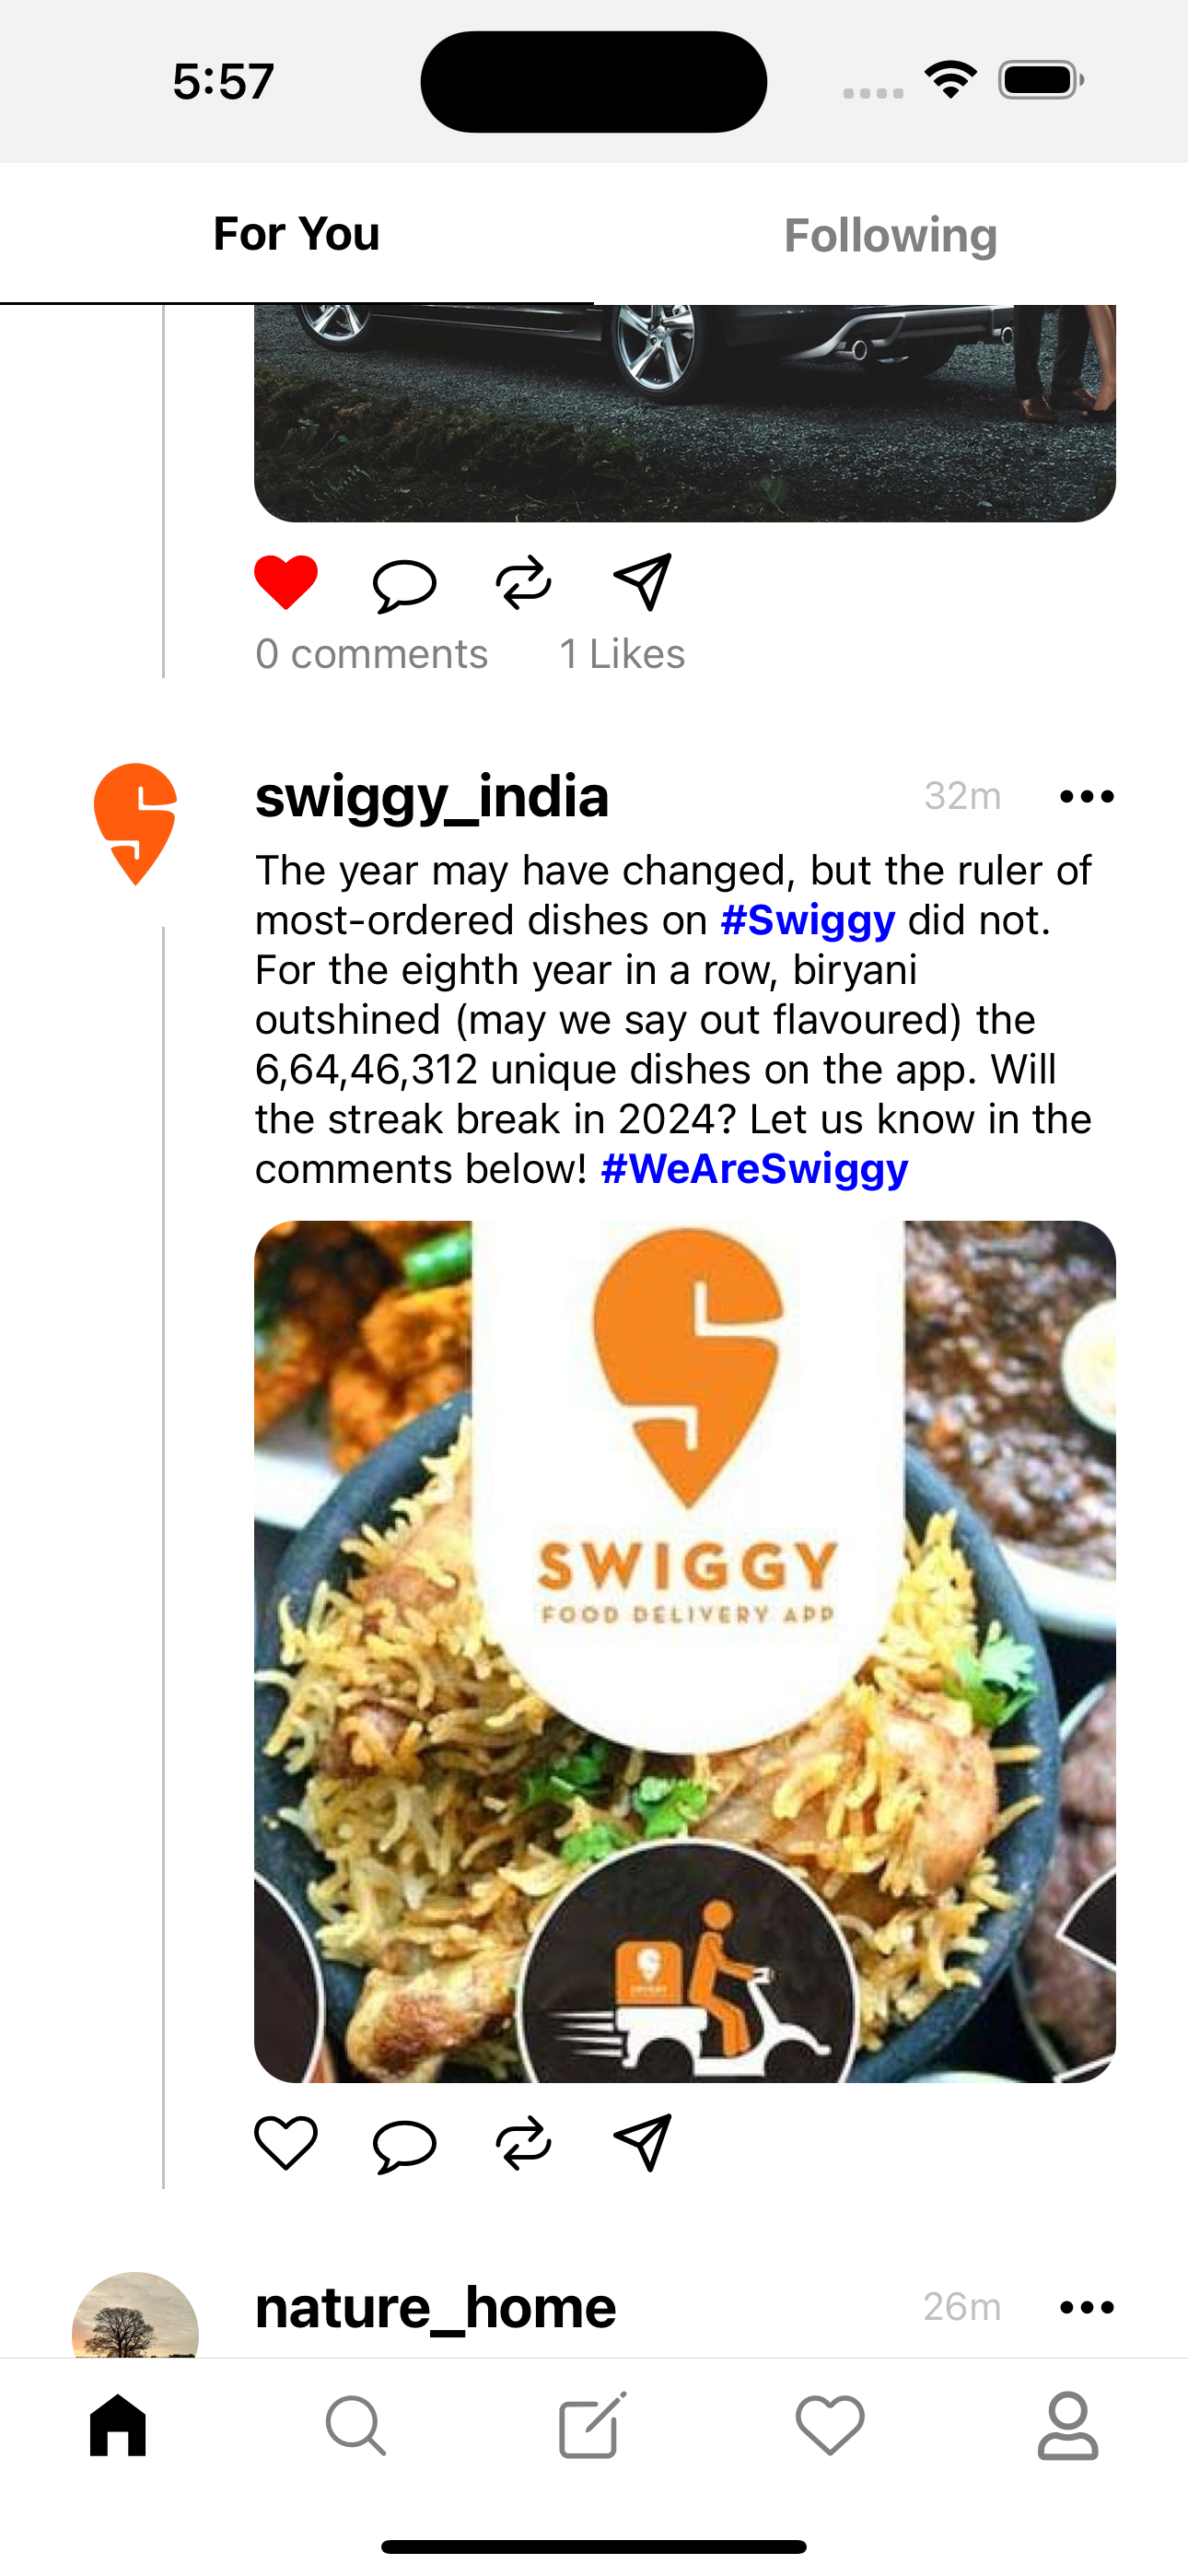 5:57
For You
Following
0 comments 1 Likes
swiggy_india 32m
The year may have changed, but the ruler of
most-ordered dishes on #Swiggy did not.
For the eighth year in a row, biryani
outshined (may we say out flavoured) the
6,64,46,312 unique dishes on the app. Will
the streak break in 2024? Let us know in the
comments below! #WeAreSwiggy
SWIGGY
FOOD DELIVERY APP
nature_home 26m